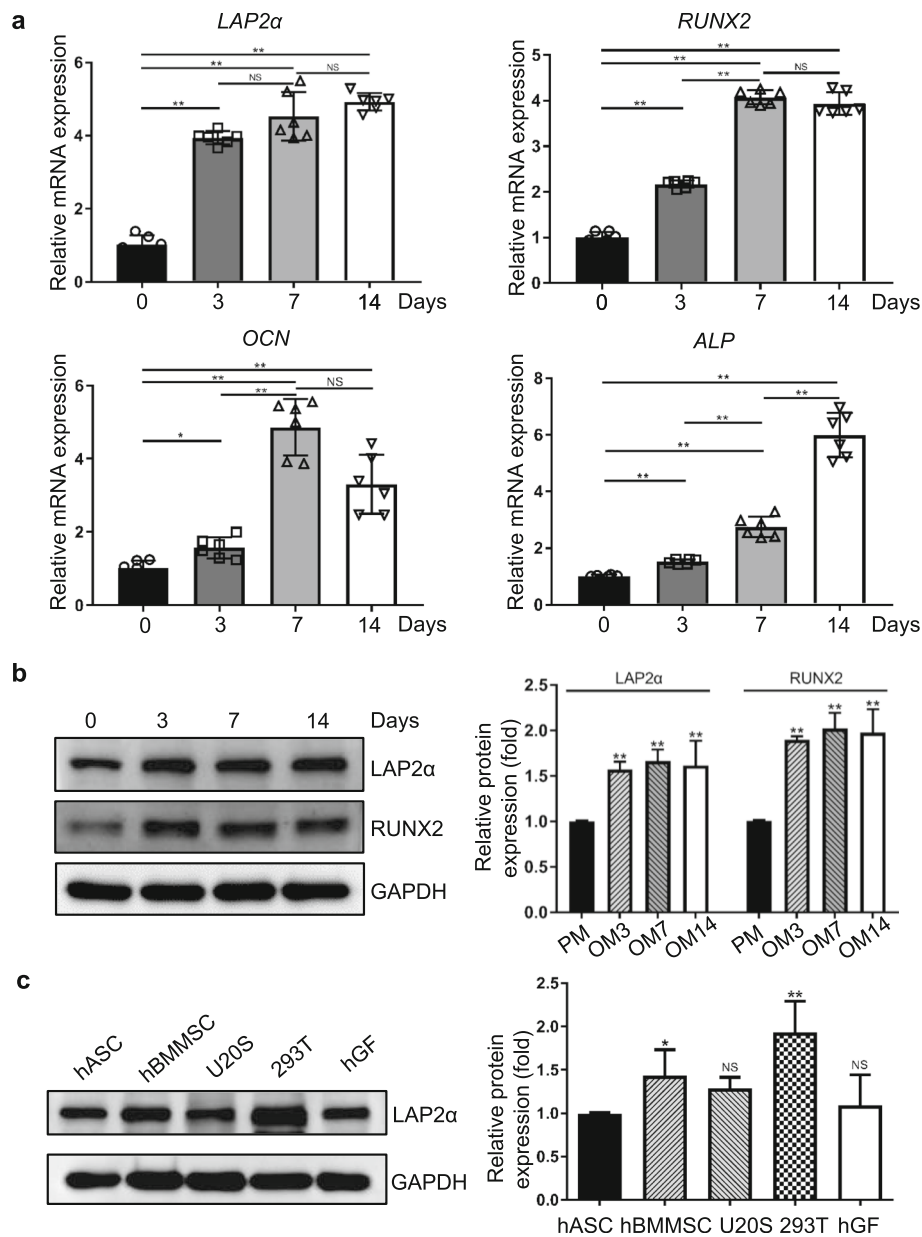 a
LAP2α
Relative mRNA expression
6
4
2
0
**
**
NS
NS
**
0 3 7 14 Days
RUNX2
Relative mRNA expression
5
4
3
2
1
0
**
**
**
NS
**
0 3 7 14 Days
OCN
Relative mRNA expression
6
4
2
0
**
**
**
NS
*
0 3 7 14 Days
ALP
Relative mRNA expression
8
6
4
2
0
**
**
**
**
**
0 3 7 14 Days
b
0 3 7 14 Days
LAP2α
RUNX2
GAPDH
Relative protein
expression (fold)
2.5
2.0
1.5
1.0
0.5
0.0
LAP2α RUNX2
** ** ** ** ** **
PM OM3 OM7 OM14 PM OM3 OM7 OM14
c
hASC hBMMSC U20S 293T hGF
LAP2α
GAPDH
Relative protein
expression (fold)
2.5
2.0
1.5
1.0
0.5
0.0
* NS ** NS
hASC hBMMSC U20S 293T hGF